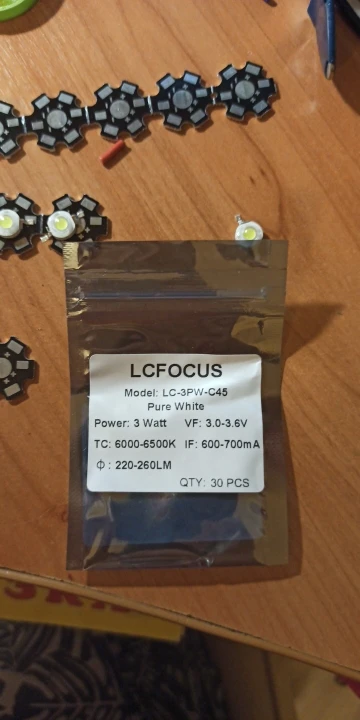 LCFOCUS
Model: LC-3PW-C45
Pure White
Power: 3 Watt VF: 3.0-3.6V
TC: 6000-6500K IF: 600-700mA
Φ: 220-260LM
QTY: 30 PCS